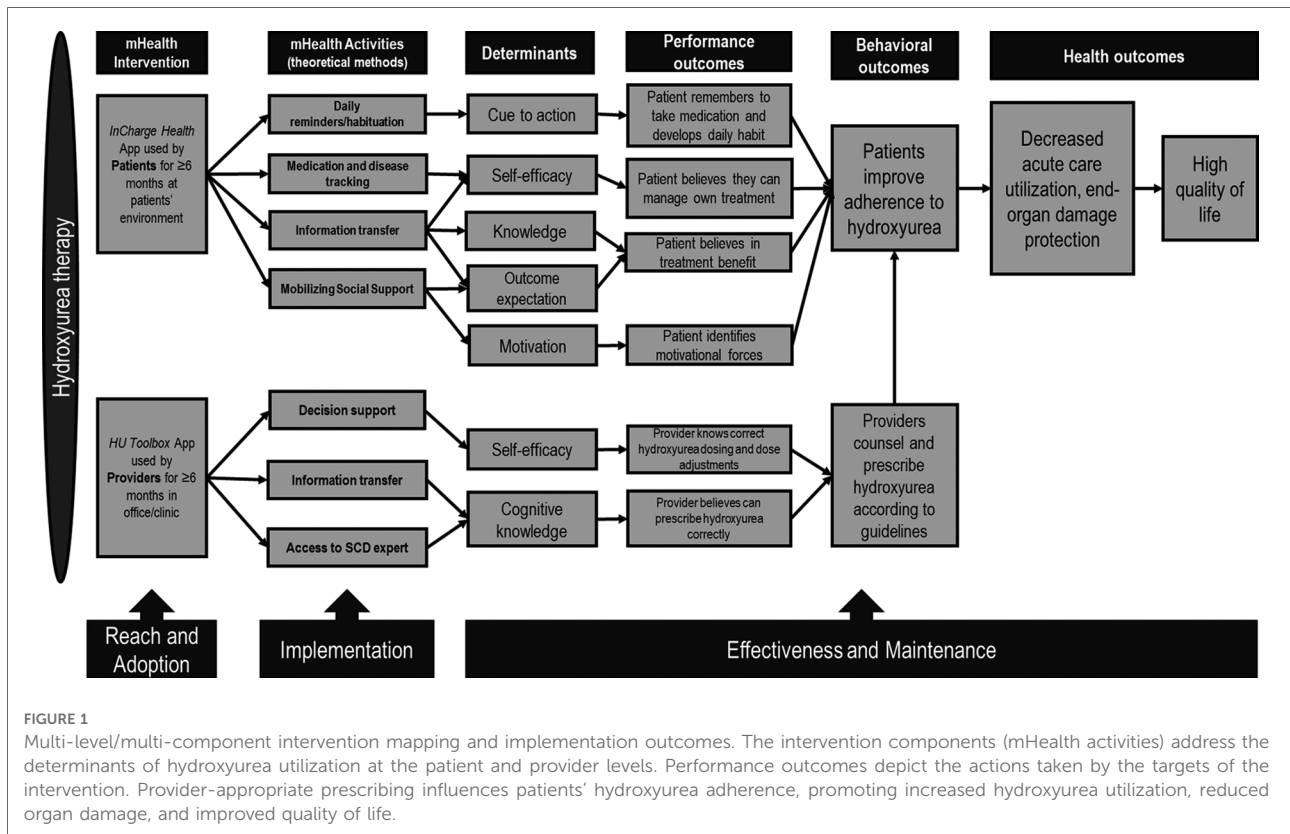 mHealth
Intervention
mHealth Activities
(theoretical methods)
Determinants
Performance
outcomes
Behavioral
outcomes
Health outcomes
Hydroxyurea therapy
InCharge Health
App used by
Patients for ≥6
months at
patients'
environment
Daily
reminders/habituation
Medication and disease
tracking
Information transfer
Mobilizing Social Support
Cue to action
Self-efficacy
Knowledge
Outcome
expectation
Motivation
Patient remembers to
take medication and
develops daily habit
Patient believes they can
manage own treatment
Patient believes in
treatment benefit
Patient identifies
motivational forces
Patients
improve
adherence to
hydroxyurea
Decreased
acute care
utilization, end-
organ damage
protection
High
quality of
life
HU Toolbox App
used by
Providers for ≥6
months in
office/clinic
Decision support
Information transfer
Access to SCD expert
Self-efficacy
Cognitive
knowledge
Provider knows correct
hydroxyurea dosing and dose
adjustments
Provider believes can
prescribe hydroxyurea
correctly
Providers
counsel and
prescribe
hydroxyurea
according to
guidelines
Reach and
Adoption
Implementation
Effectiveness and Maintenance
FIGURE 1
Multi-level/multi-component intervention mapping and implementation outcomes. The intervention components (mHealth activities) address the
determinants of hydroxyurea utilization at the patient and provider levels. Performance outcomes depict the actions taken by the targets of the
intervention. Provider-appropriate prescribing influences patients' hydroxyurea adherence, promoting increased hydroxyurea utilization, reduced
organ damage, and improved quality of life.